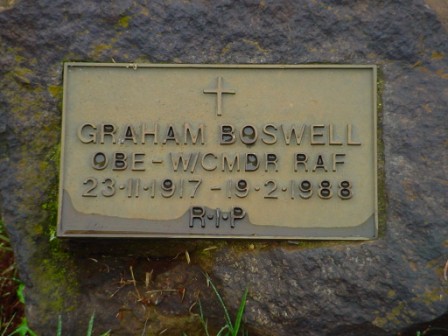 GRAHAM BOSWELL
OBE - W/CMDR RAF
23·11·1917 - 19·2·1988
R·I·P